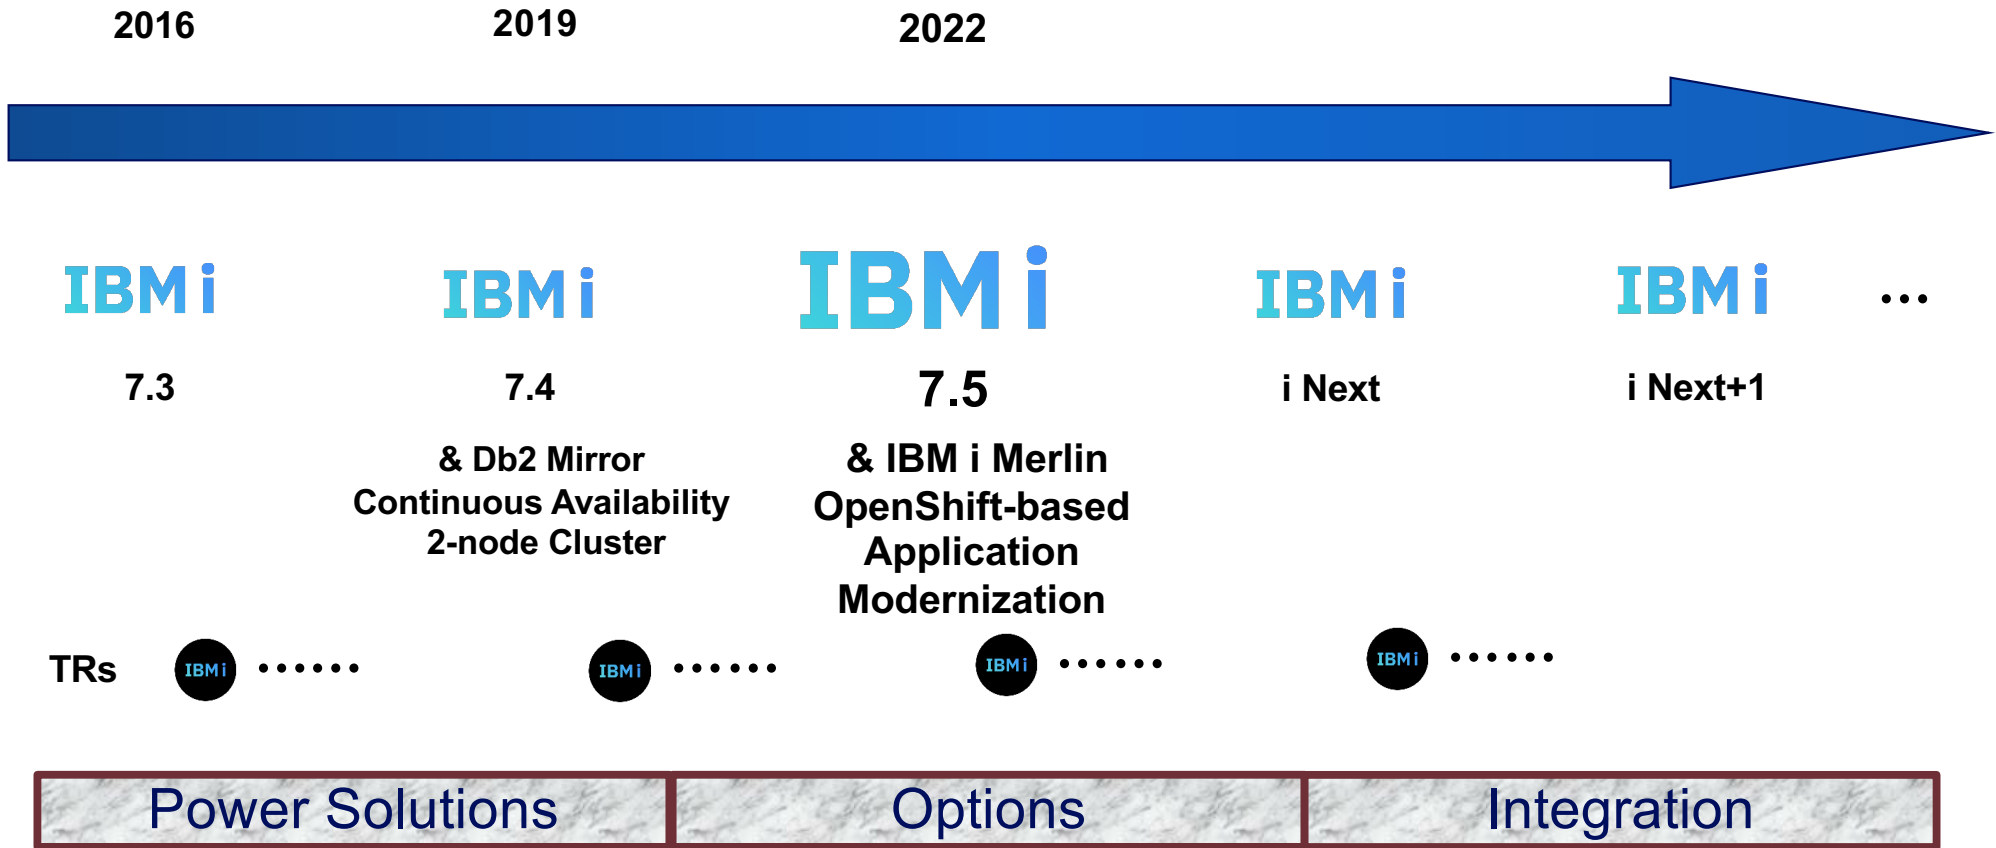 2016 2019 2022
IBM i IBM i IBM i IBM i IBM i ...
7.3 7.4 7.5 i Next i Next+1
& Db2 Mirror
Continuous Availability
2-node Cluster
& IBM i Merlin
OpenShift-based
Application
Modernization
TRs IBM i ...... IBM i ...... IBM i ...... IBM i ......
Power Solutions Options Integration